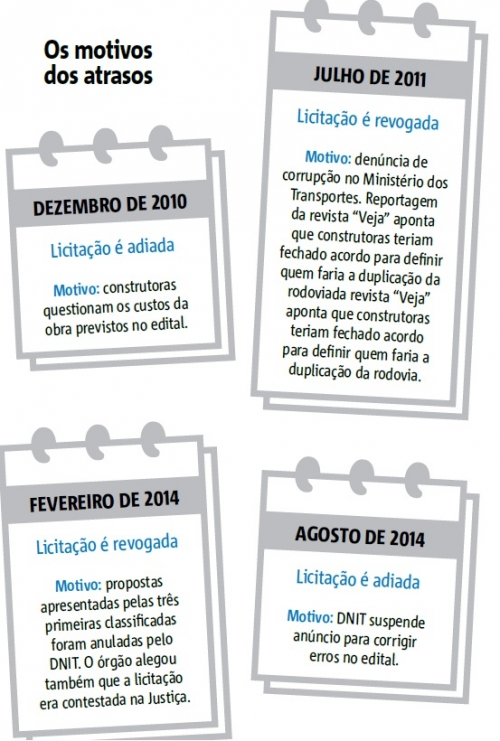 Os motivos
dos atrasos
DEZEMBRO DE 2010
Licitação é adiada
Motivo: construtoras
questionam os custos da
obra previstos no edital.
JULHO DE 2011
Licitação é revogada
Motivo: denúncia de
corrupção no Ministério dos
Transportes. Reportagem
da revista “Veja” aponta
que construtoras teriam
fechado acordo para definir
quem faria a duplicação da
rodoviada revista “Veja”
aponta que construtoras
teriam fechado acordo
para definir quem faria a
duplicação da rodovia.
FEVEREIRO DE 2014
Licitação é revogada
Motivo: propostas
apresentadas pelas três
primeiras classificadas
foram anuladas pelo
DNIT. O órgão alegou
também que a licitação
era contestada na Justiça.
AGOSTO DE 2014
Licitação é adiada
Motivo: DNIT suspende
anúncio para corrigir
erros no edital.